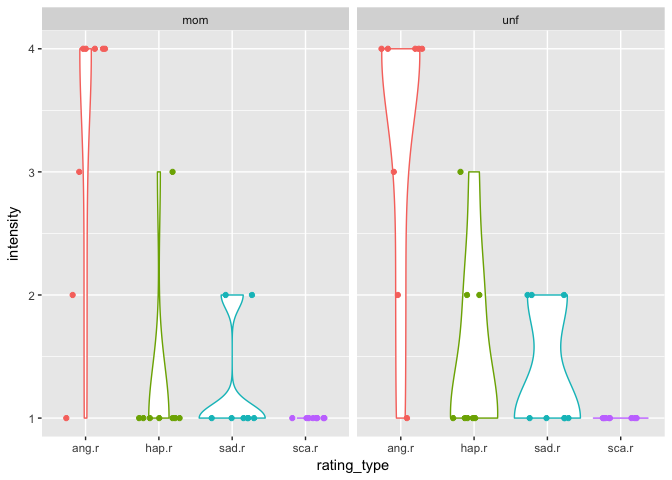 mom unf
4
3
2
1
intensity
ang.r hap.r sad.r sca.r ang.r hap.r sad.r sca.r
rating_type